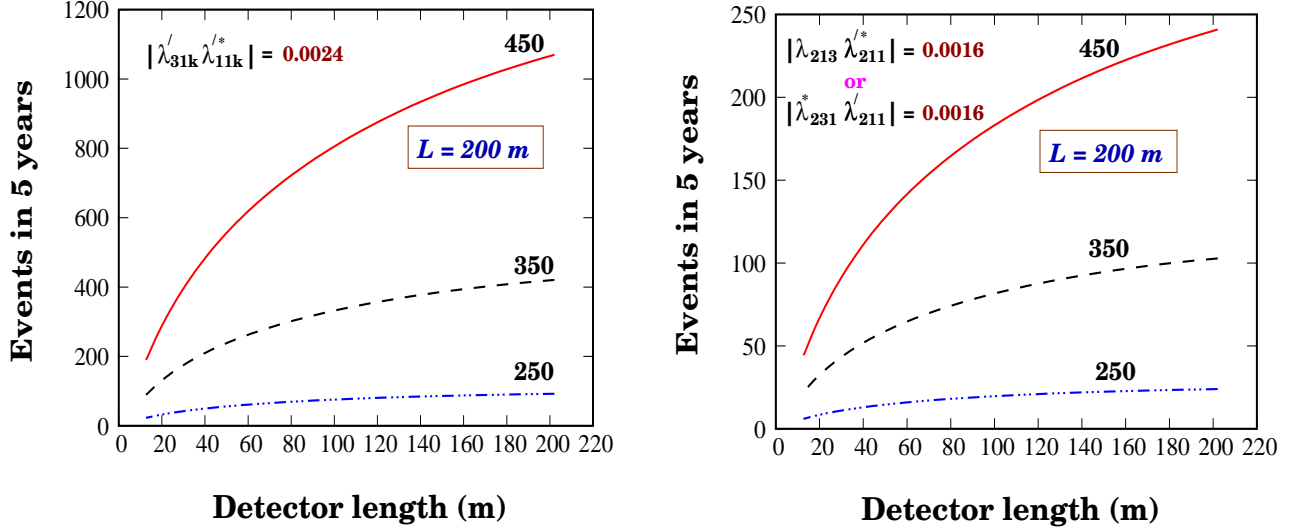 1200
1000
800
600
400
200
0
0 20 40 60 80 100 120 140 160 180 200 220
Events in 5 years
Detector length (m)
|λ′31k λ′*11k| = 0.0024
450
L = 200 m
350
250
250
200
150
100
50
0
0 20 40 60 80 100 120 140 160 180 200 220
Events in 5 years
Detector length (m)
|λ213 λ′*211| = 0.0016
or
|λ*231 λ′211| = 0.0016
450
L = 200 m
350
250